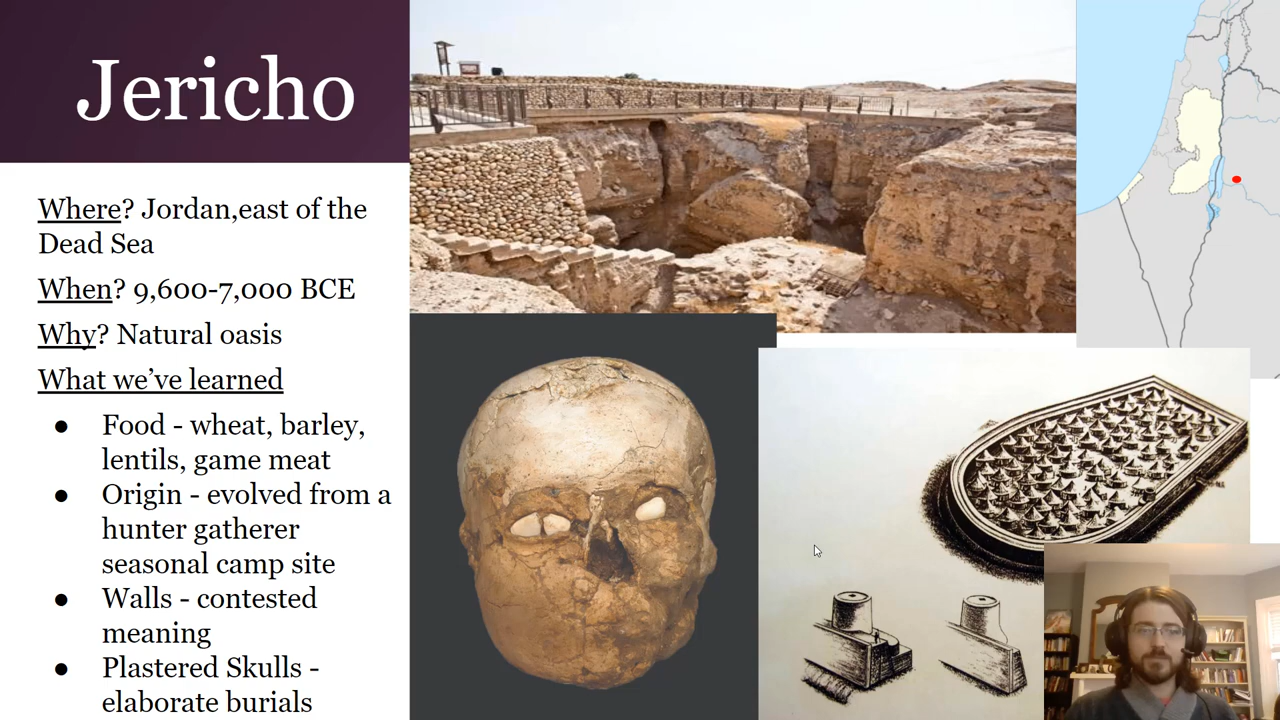 Jericho
Where? Jordan,east of the
Dead Sea
When? 9,600-7,000 BCE
Why? Natural oasis
What we’ve learned
● Food - wheat, barley,
lentils, game meat
● Origin - evolved from a
hunter gatherer
seasonal camp site
● Walls - contested
meaning
● Plastered Skulls -
elaborate burials